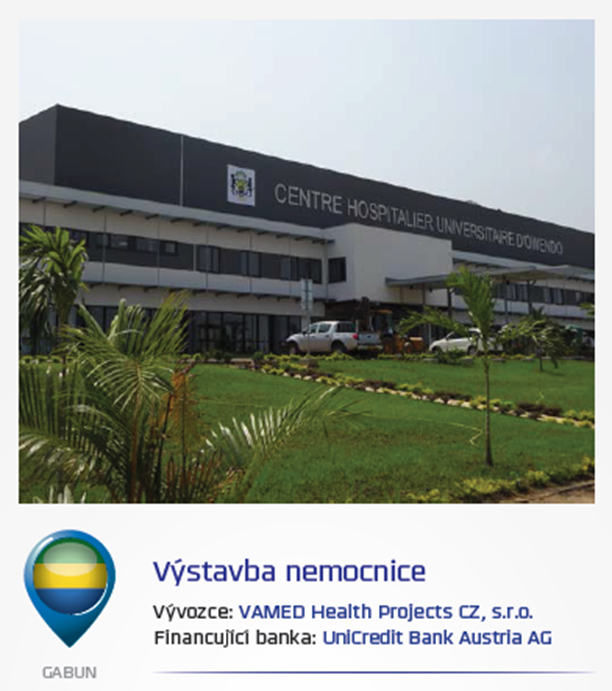 CENTRE HOSPITALIER UNIVERSITAIRE D'OWENDO
Výstavba nemocnice
Vývozce: VAMED Health Projects CZ, s.r.o.
Financující banka: UniCredit Bank Austria AG
GABUN